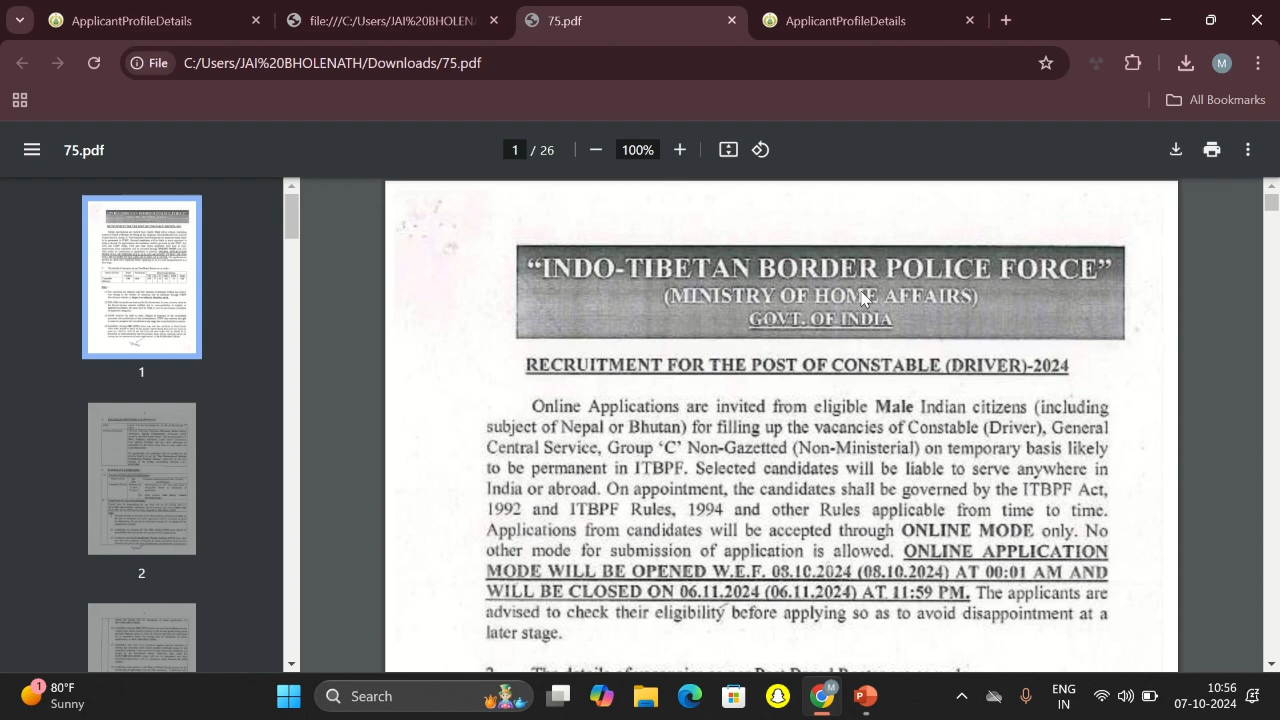 ApplicantProfileDetails
file:///C:/Users/JAI%20BHOLENA
75.pdf
ApplicantProfileDetails
File
C:/Users/JAI%20BHOLENATH/Downloads/75.pdf
M
All Bookmarks
75.pdf
1 / 26
100%
1
2
“INDO-TIBETAN BORDER POLICE FORCE”
(MINISTRY OF HOME AFFAIRS)
GOVT. OF INDIA
RECRUITMENT FOR THE POST OF CONSTABLE (DRIVER)-2024
Online Applications are invited from eligible Male Indian citizens (including
subject of Nepal or Bhutan) for filling up the vacancies of Constable (Driver), General
Central Service, Group ‘C’ Non-Gazetted (Non Ministerial) on temporary basis likely
to be permanent in ITBPF. Selected candidates will be liable to serve anywhere in
India or abroad. On appointment, the candidates shall be governed by the ITBPF Act,
1992 and ITBPF Rules, 1994 and other Rules applicable from time to time.
Application from candidates will be accepted through ONLINE MODE only. No
other mode for submission of application is allowed. ONLINE APPLICATION
MODE WILL BE OPENED W.E.F. 08.10.2024 (08.10.2024) AT 00:01 AM AND
WILL BE CLOSED ON 06.11.2024 (06.11.2024) AT 11:59 PM. The applicants are
advised to check their eligibility before applying so as to avoid disappointment at a
later stage.
1
80°F
Sunny
Search
M
ENG
IN
10:56
07-10-2024